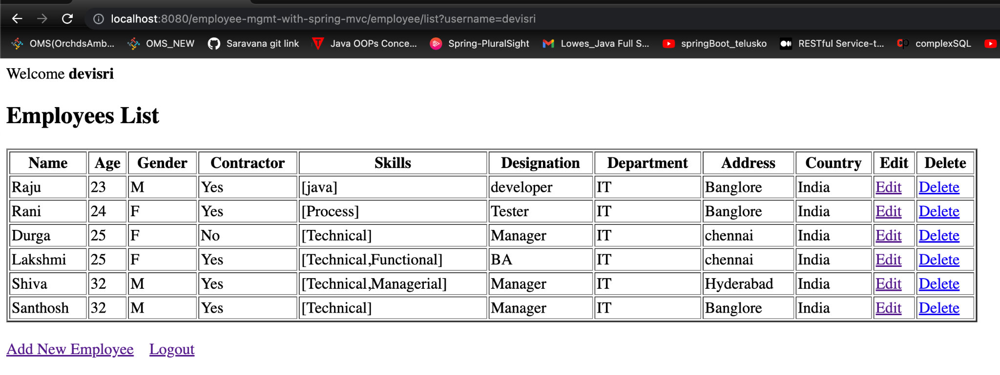 localhost:8080/employee-mgmt-with-spring-mvc/employee/list?username=devisri
OMS(OrchdsAmb... OMS_NEW Saravana git link Java OOPs Conce... Spring-PluralSight Lowes_Java Full S... springBoot_telusko RESTful Service-t... complexSQL
Welcome devisri
Employees List
Name Age Gender Contractor Skills Designation Department Address Country Edit Delete
Raju 23 M Yes [java] developer IT Banglore India Edit Delete
Rani 24 F Yes [Process] Tester IT Banglore India Edit Delete
Durga 25 F No [Technical] Manager IT chennai India Edit Delete
Lakshmi 25 F Yes [Technical,Functional] BA IT chennai India Edit Delete
Shiva 32 M Yes [Technical,Managerial] Manager IT Hyderabad India Edit Delete
Santhosh 32 M Yes [Technical] Manager IT Banglore India Edit Delete
Add New Employee Logout